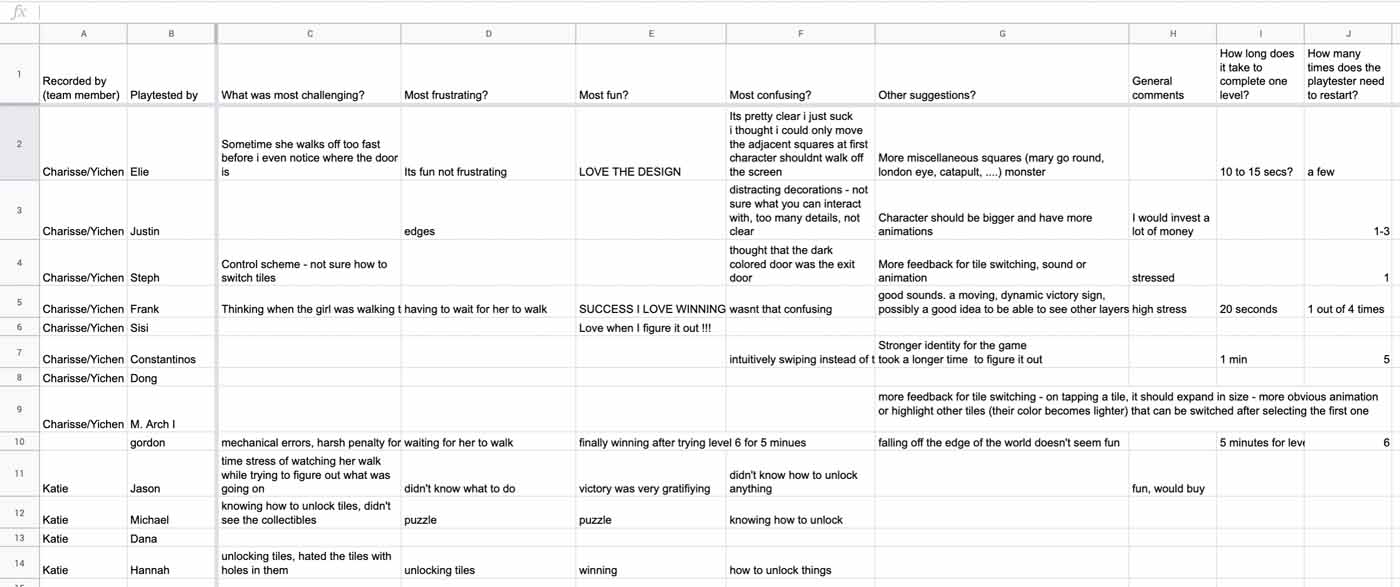 fx
A B C D E F G H I J
1
Recorded by
(team member)
Playtested by
What was most challenging?
Most frustrating?
Most fun?
Most confusing?
Other suggestions?
General
comments
How long does
it take to
complete one
level?
How many
times does the
playtester need
to restart?
2
Charisse/Yichen
Elie
Sometime she walks off too fast
before i even notice where the door
is
Its fun not frustrating
LOVE THE DESIGN
Its pretty clear i just suck
i thought i could only move
the adjacent squares at first
character shouldnt walk off
the screen
More miscellaneous squares (mary go round,
london eye, catapult, ....) monster
10 to 15 secs?
a few
3
Charisse/Yichen
Justin
edges
distracting decorations - not
sure what you can interact
with, too many details, not
clear
Character should be bigger and have more
animations
I would invest a
lot of money
1-3
4
Charisse/Yichen
Steph
Control scheme - not sure how to
switch tiles
thought that the dark
colored door was the exit
door
More feedback for tile switching, sound or
animation
stressed
1
5
Charisse/Yichen
Frank
Thinking when the girl was walking t
having to wait for her to walk
SUCCESS I LOVE WINNING
wasnt that confusing
good sounds. a moving, dynamic victory sign,
possibly a good idea to be able to see other layers
high stress
20 seconds
1 out of 4 times
6
Charisse/Yichen
Sisi
Love when I figure it out !!!
7
Charisse/Yichen
Constantinos
intuitively swiping instead of t
Stronger identity for the game
took a longer time to figure it out
1 min
5
8
Charisse/Yichen
Dong
9
Charisse/Yichen
M. Arch I
more feedback for tile switching - on tapping a tile, it should expand in size - more obvious animation
or highlight other tiles (their color becomes lighter) that can be switched after selecting the first one
10
gordon
mechanical errors, harsh penalty for
waiting for her to walk
finally winning after trying level 6 for 5 minues
falling off the edge of the world doesn't seem fun
5 minutes for leve
6
11
Katie
Jason
time stress of watching her walk
while trying to figure out what was
going on
didn't know what to do
victory was very gratifiying
didn't know how to unlock
anything
fun, would buy
12
Katie
Michael
knowing how to unlock tiles, didn't
see the collectibles
puzzle
puzzle
knowing how to unlock
13
Katie
Dana
14
Katie
Hannah
unlocking tiles, hated the tiles with
holes in them
unlocking tiles
winning
how to unlock things